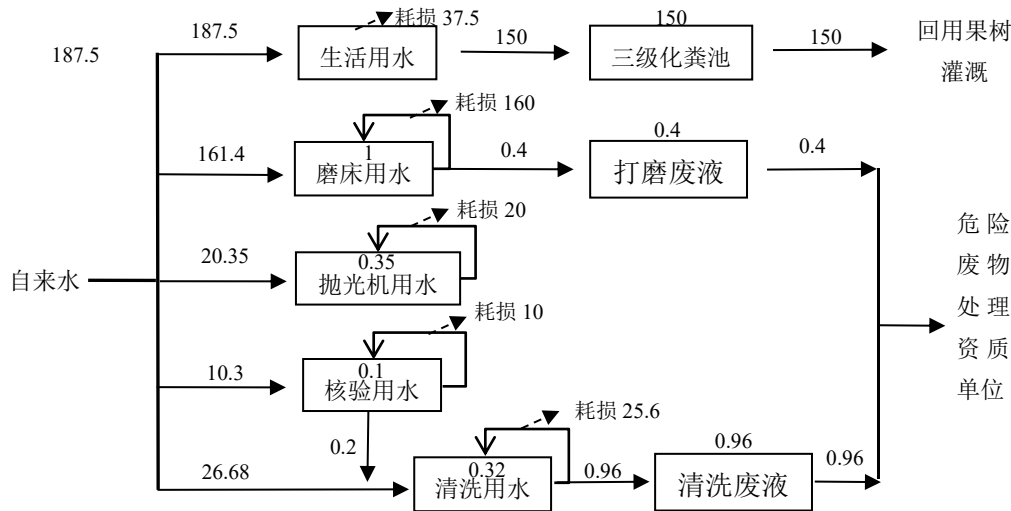 187.5
187.5
耗损 37.5
生活用水
150
150
三级化粪池
150
回用果树
灌溉
161.4
耗损 160
1
磨床用水
0.4
0.4
打磨废液
0.4
自来水
20.35
耗损 20
0.35
抛光机用水
10.3
耗损 10
0.1
核验用水
0.2
26.68
耗损 25.6
0.32
清洗用水
0.96
0.96
清洗废液
0.96
危 险
废 物
处 理
资 质
单位